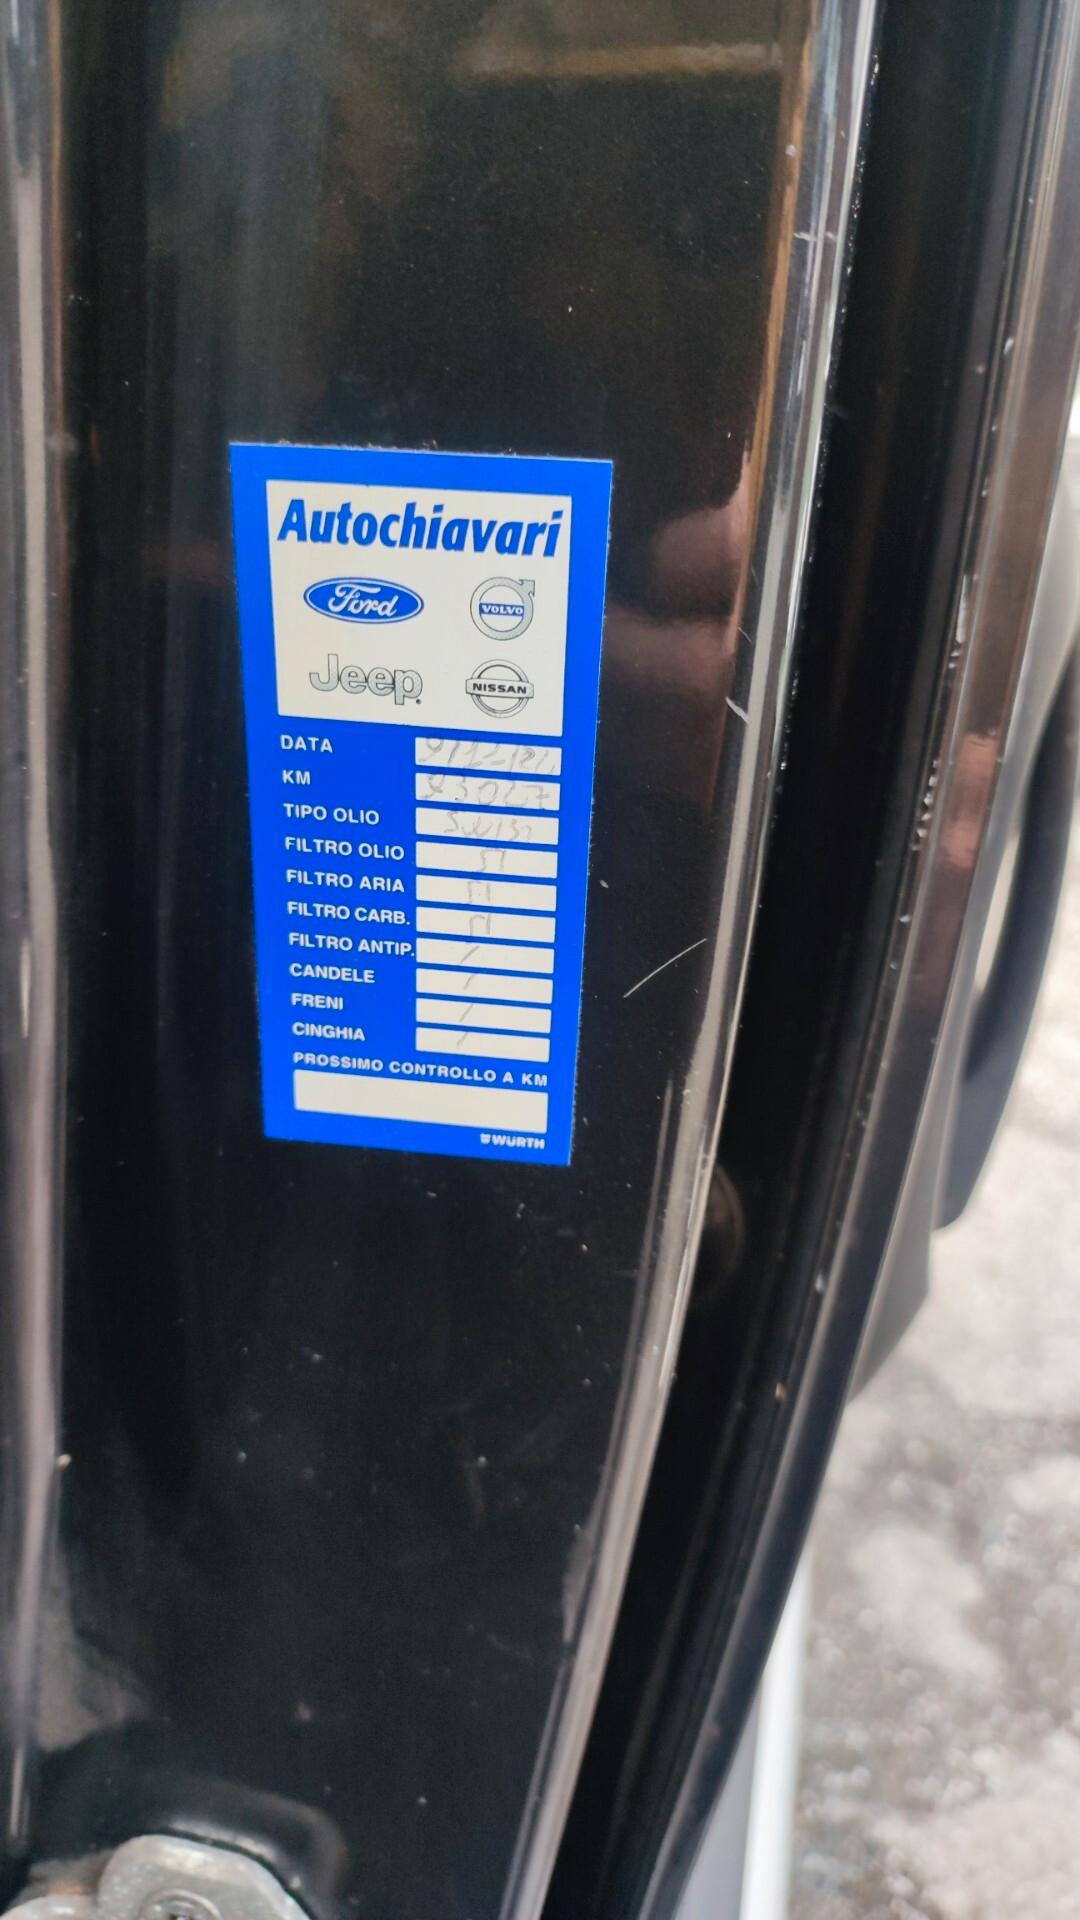 Autochiavari
Ford
VOLVO
Jeep
NISSAN
DATA
KM 93027
TIPO OLIO
FILTRO OLIO
FILTRO ARIA
FILTRO CARB.
FILTRO ANTIP. /
CANDELE /
FRENI /
CINGHIA /
PROSSIMO CONTROLLO A KM
WURTH